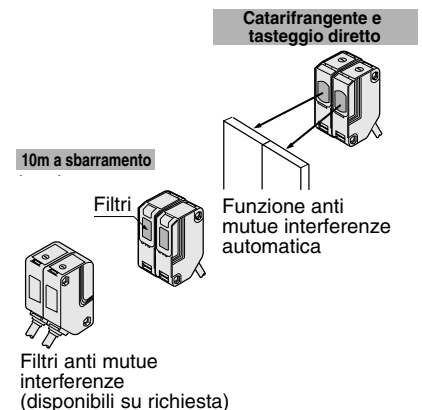 Catarifrangente e
tasteggio diretto
10m a sbarramento
Filtri
Funzione anti
mutue interferenze
automatica
Filtri anti mutue
interferenze
(disponibili su richiesta)